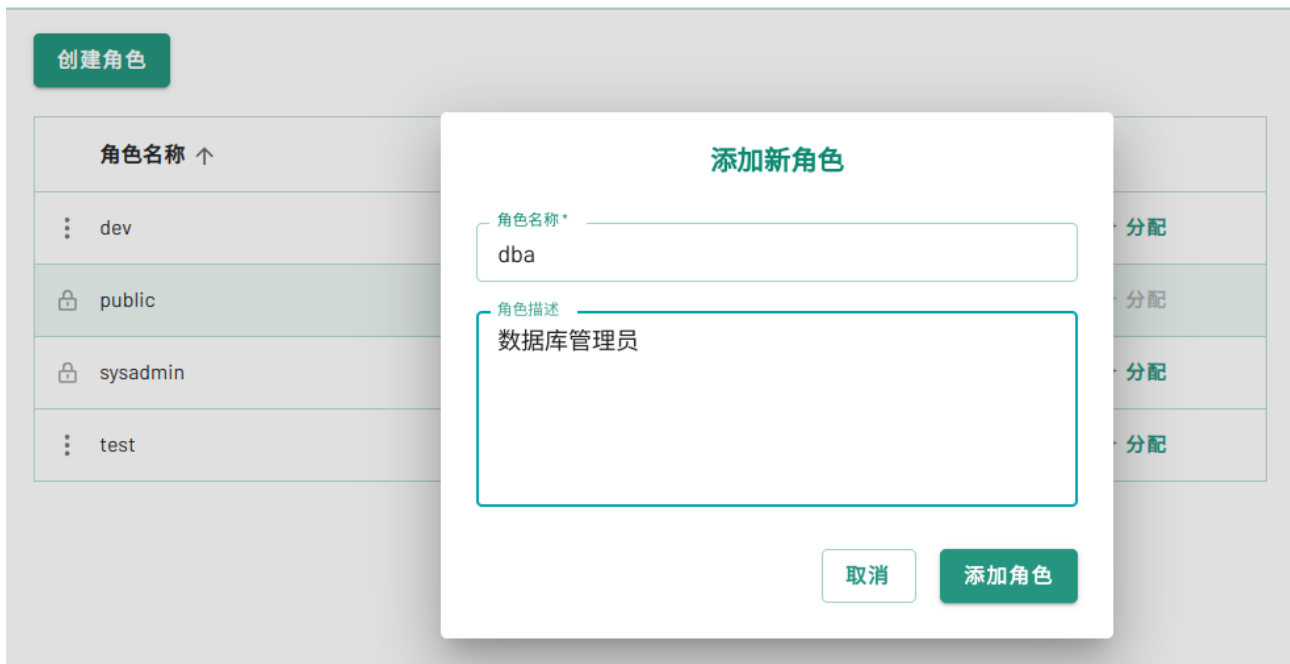 创建角色
角色名称
添加新角色
角色名称 *
dba
角色描述
数据库管理员
取消
添加角色
dev
分配
public
分配
sysadmin
分配
test
分配